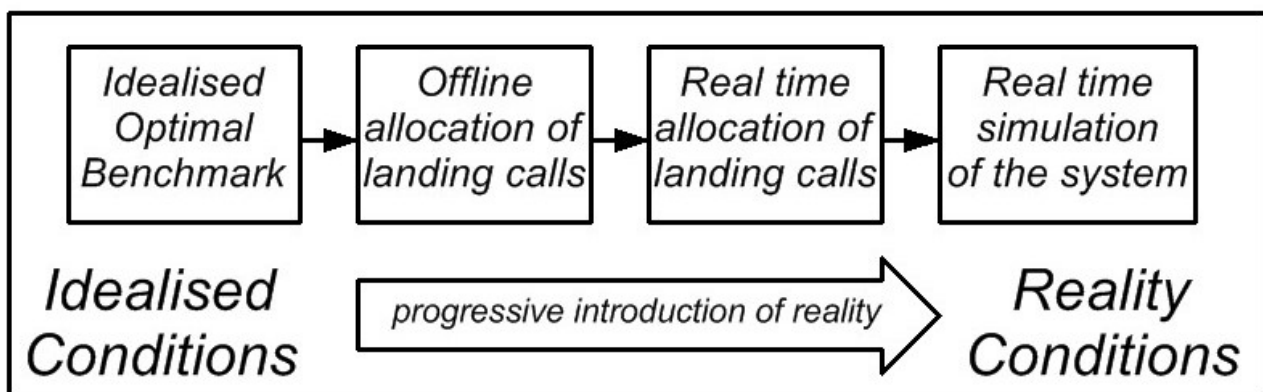 Idealised
Optimal
Benchmark
Offline
allocation of
landing calls
Real time
allocation of
landing calls
Real time
simulation
of the system
Idealised
Conditions
progressive introduction of reality
Reality
Conditions